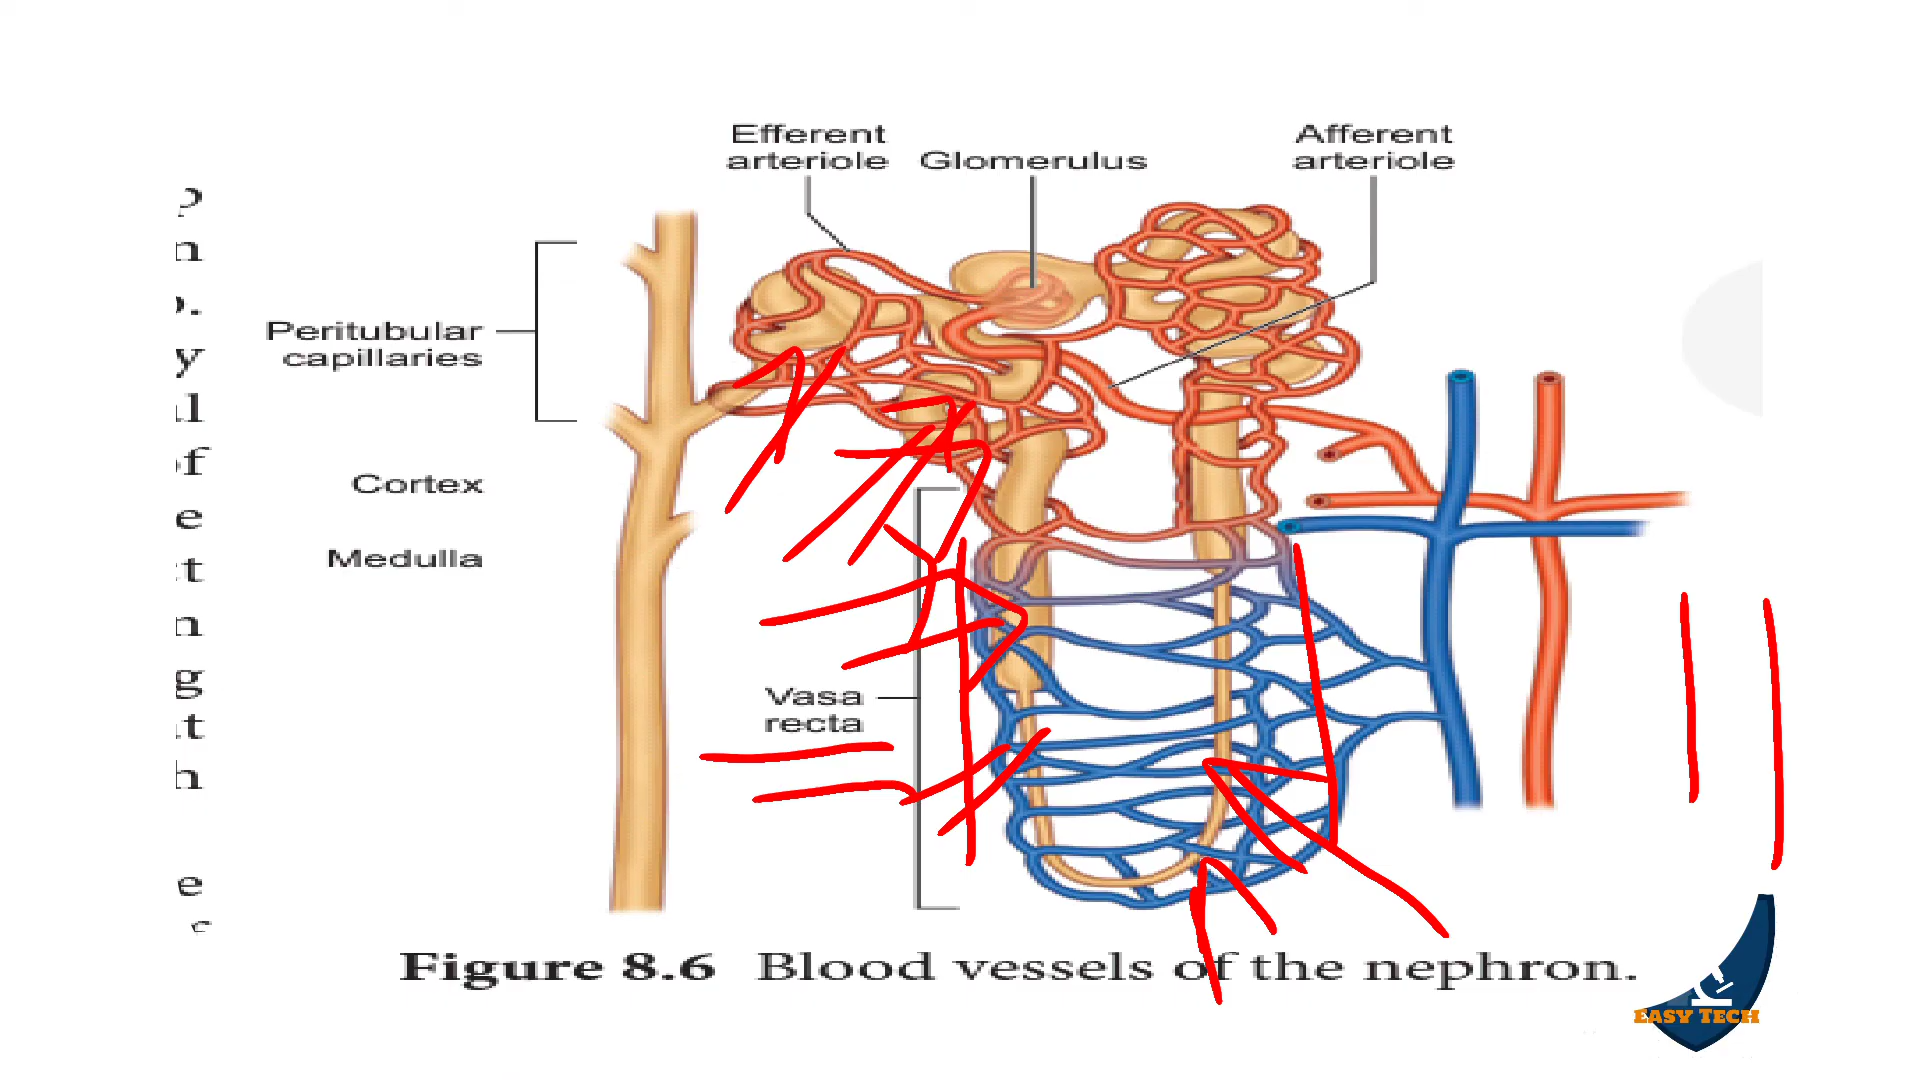 Efferent
arteriole
Glomerulus
Afferent
arteriole
Peritubular
capillaries
Cortex
Medulla
Vasa
recta
Figure 8.6 Blood vessels of the nephron.
EASY TECH